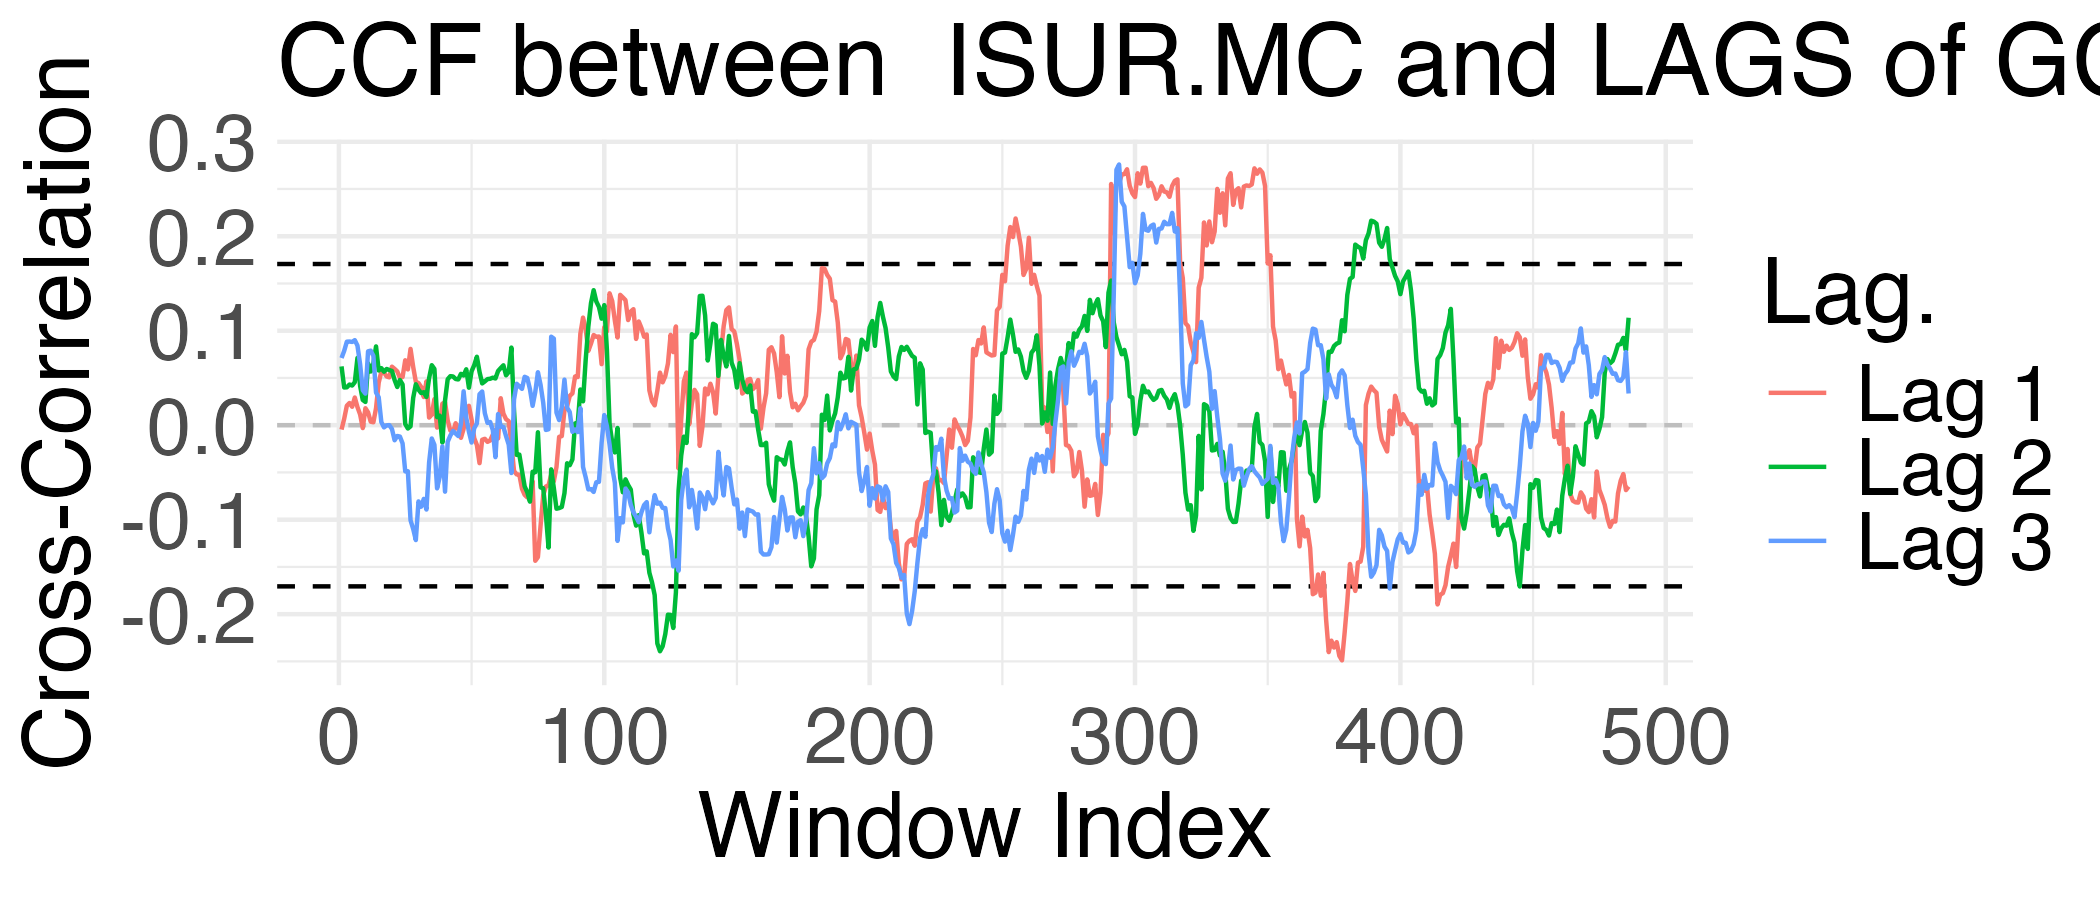 CCF between ISUR.MC and LAGS of
Cross-Correlation
0.3
0.2
0.1
0.0
-0.1
-0.2
0 100 200 300 400 500
Window Index
Lag.
Lag 1
Lag 2
Lag 3